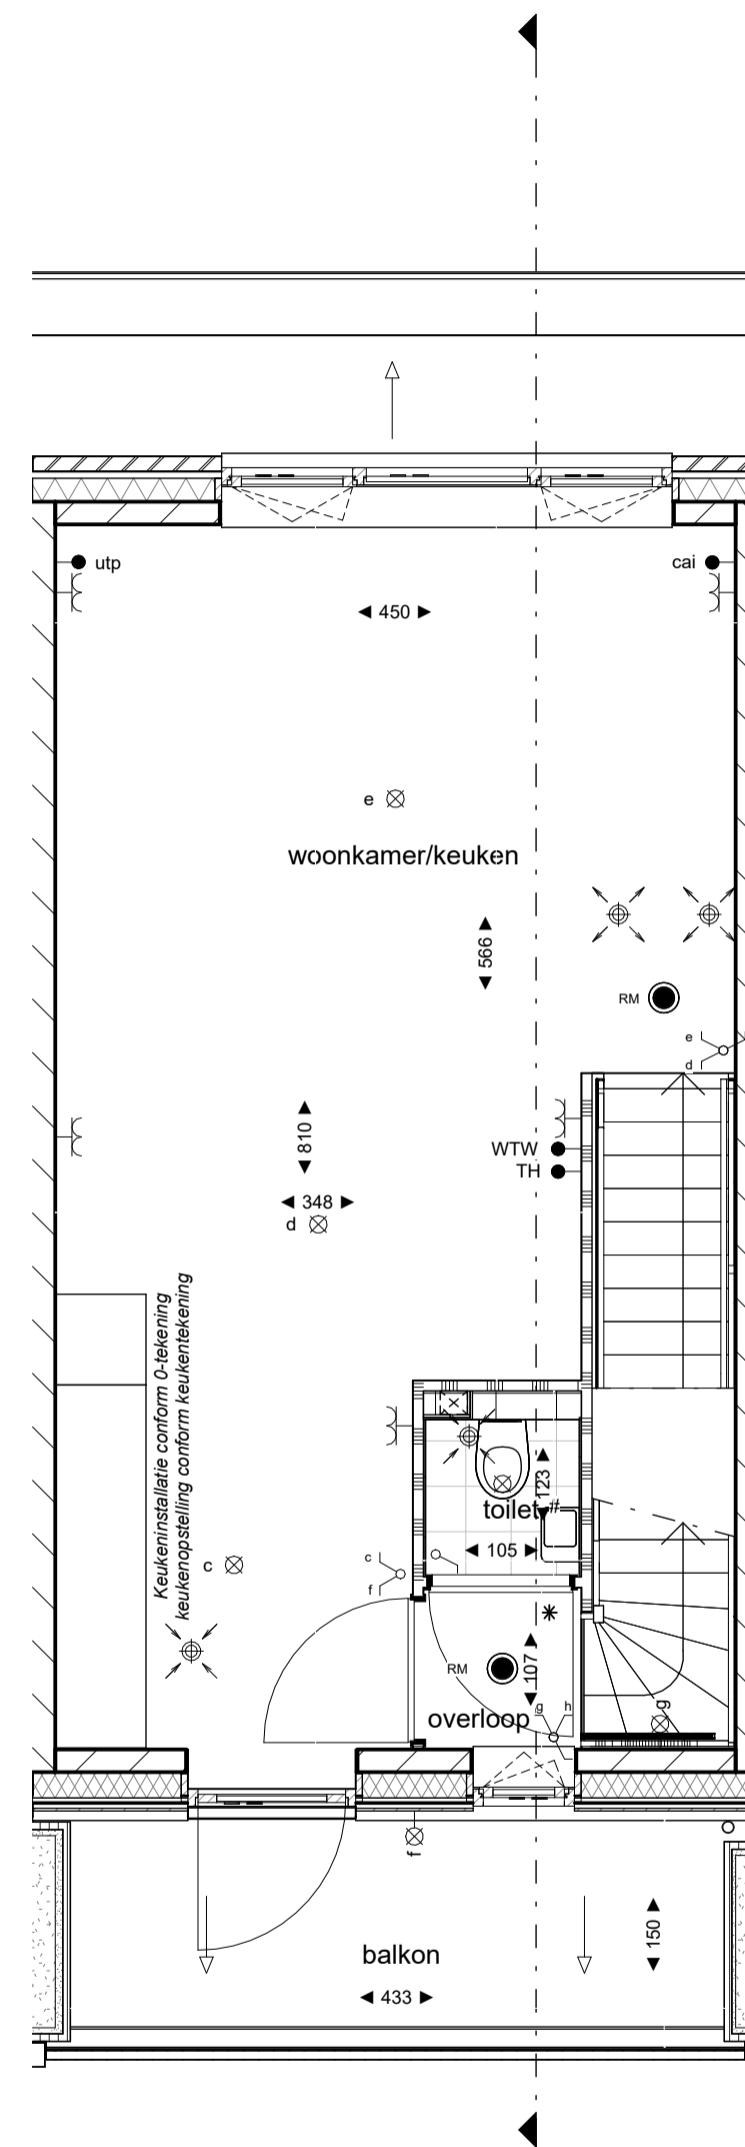 utp
cai
450
e
woonkamer/keuken
566
RM
e
d
810
WTW
TH
348
d
Keukeninstallatie conform 0-tekening
keukenopstelling conform keukentekening
x
123
toilet #
105
c
c
f
*
RM
107
g
h
overloop
g
f
150
balkon
433